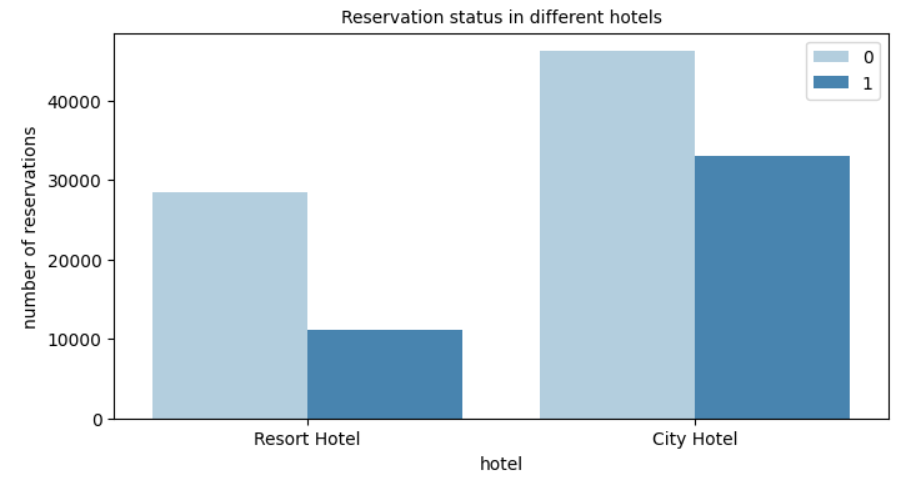 Reservation status in different hotels
0
1
number of reservations
40000
30000
20000
10000
0
Resort Hotel
City Hotel
hotel